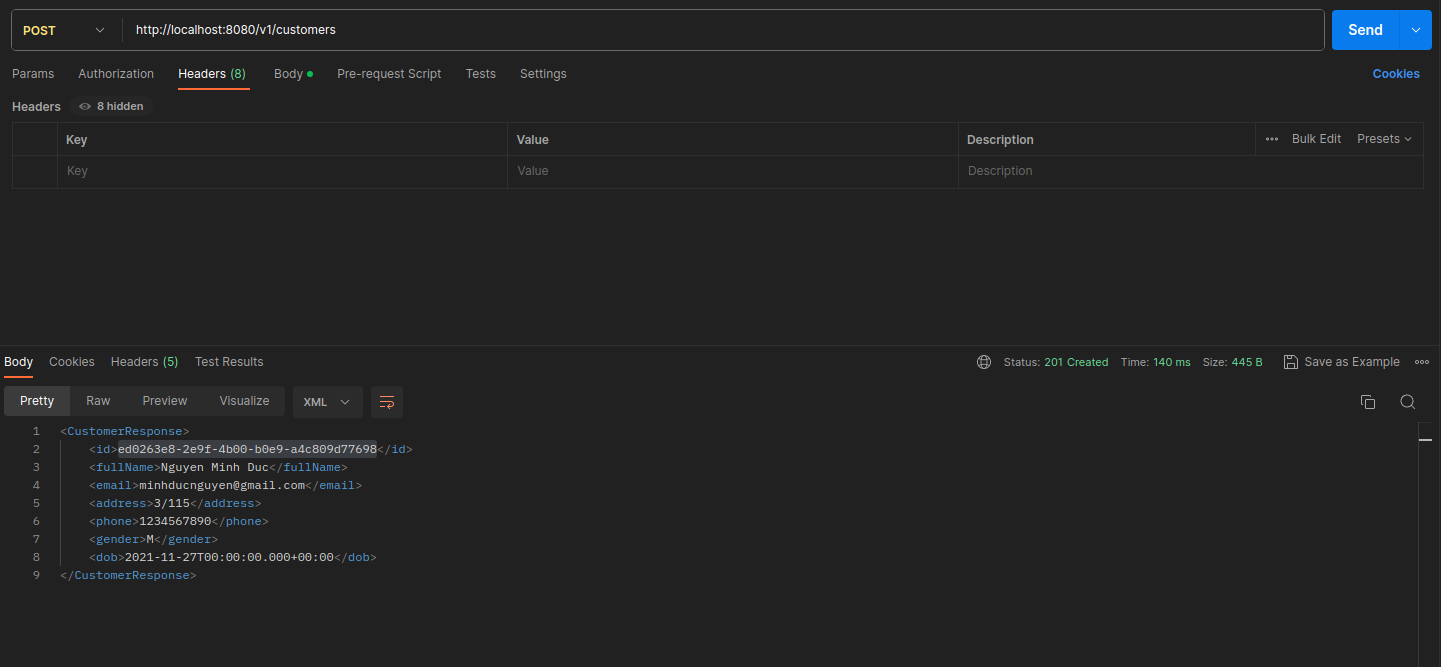 POST http://localhost:8080/v1/customers Send
Params Authorization Headers (8) Body Pre-request Script Tests Settings Cookies
Headers 8 hidden
Key Value Description Bulk Edit Presets
Key Value Description
Body Cookies Headers (5) Test Results Status: 201 Created Time: 140 ms Size: 445 B Save as Example
Pretty Raw Preview Visualize XML
1 <CustomerResponse>
2 <id>ed0263e8-2e9f-4b00-b0e9-a4c809d77698</id>
3 <fullName>Nguyen Minh Duc</fullName>
4 <email>minhducnguyen@gmail.com</email>
5 <address>3/115</address>
6 <phone>1234567890</phone>
7 <gender>M</gender>
8 <dob>2021-11-27T00:00:00.000+00:00</dob>
9 </CustomerResponse>